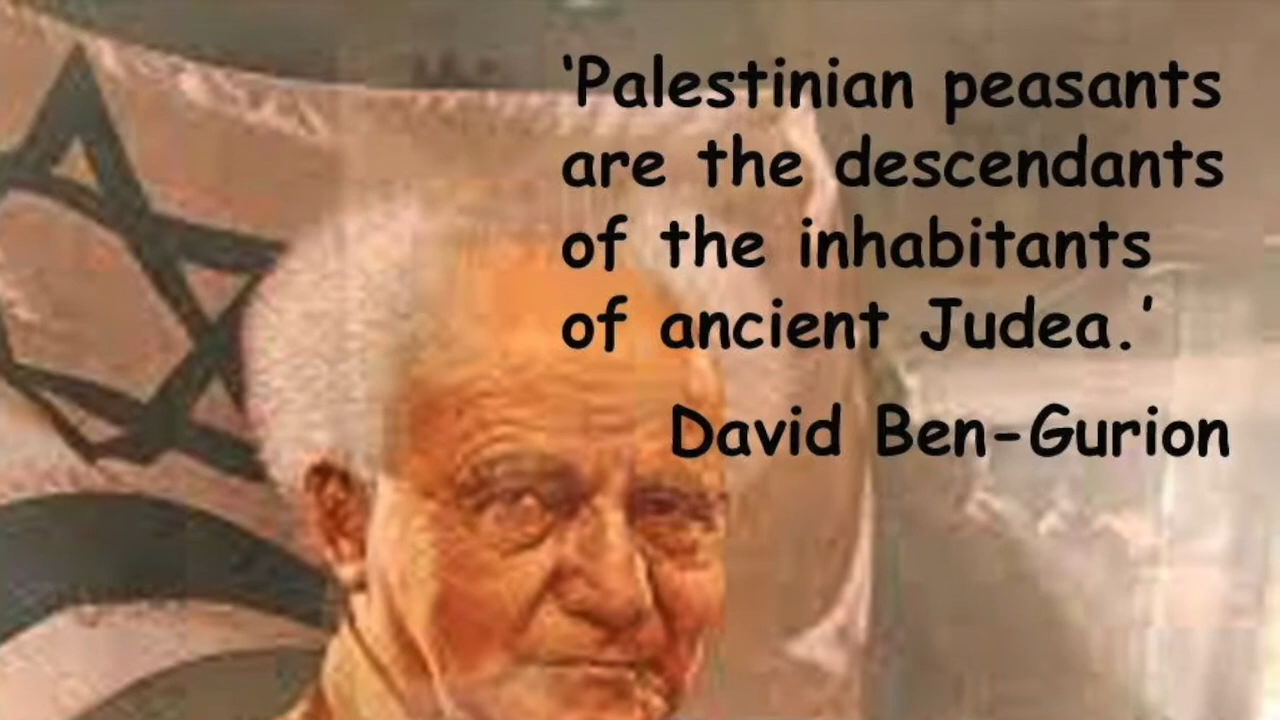 ‘Palestinian peasants
are the descendants
of the inhabitants
of ancient Judea.’
David Ben-Gurion